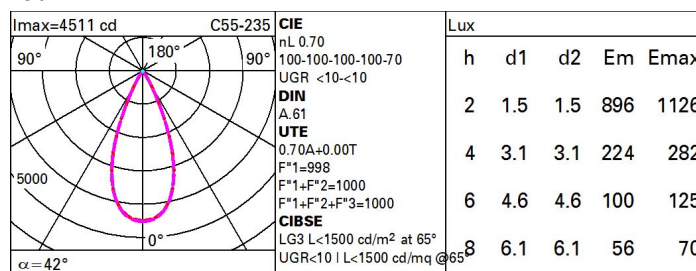 Imax=4511 cd C55-235
90° 180° 90°
5000
0°
α=42°
CIE
nL 0.70
100-100-100-100-70
UGR <10-<10
DIN
A.61
UTE
0.70A+0.00T
F"1=998
F"1+F"2=1000
F"1+F"2+F"3=1000
CIBSE
LG3 L<1500 cd/m² at 65°
UGR<10 | L<1500 cd/mq @65°
Lux
h d1 d2 Em Emax
2 1.5 1.5 896 1126
4 3.1 3.1 224 282
6 4.6 4.6 100 125
8 6.1 6.1 56 70